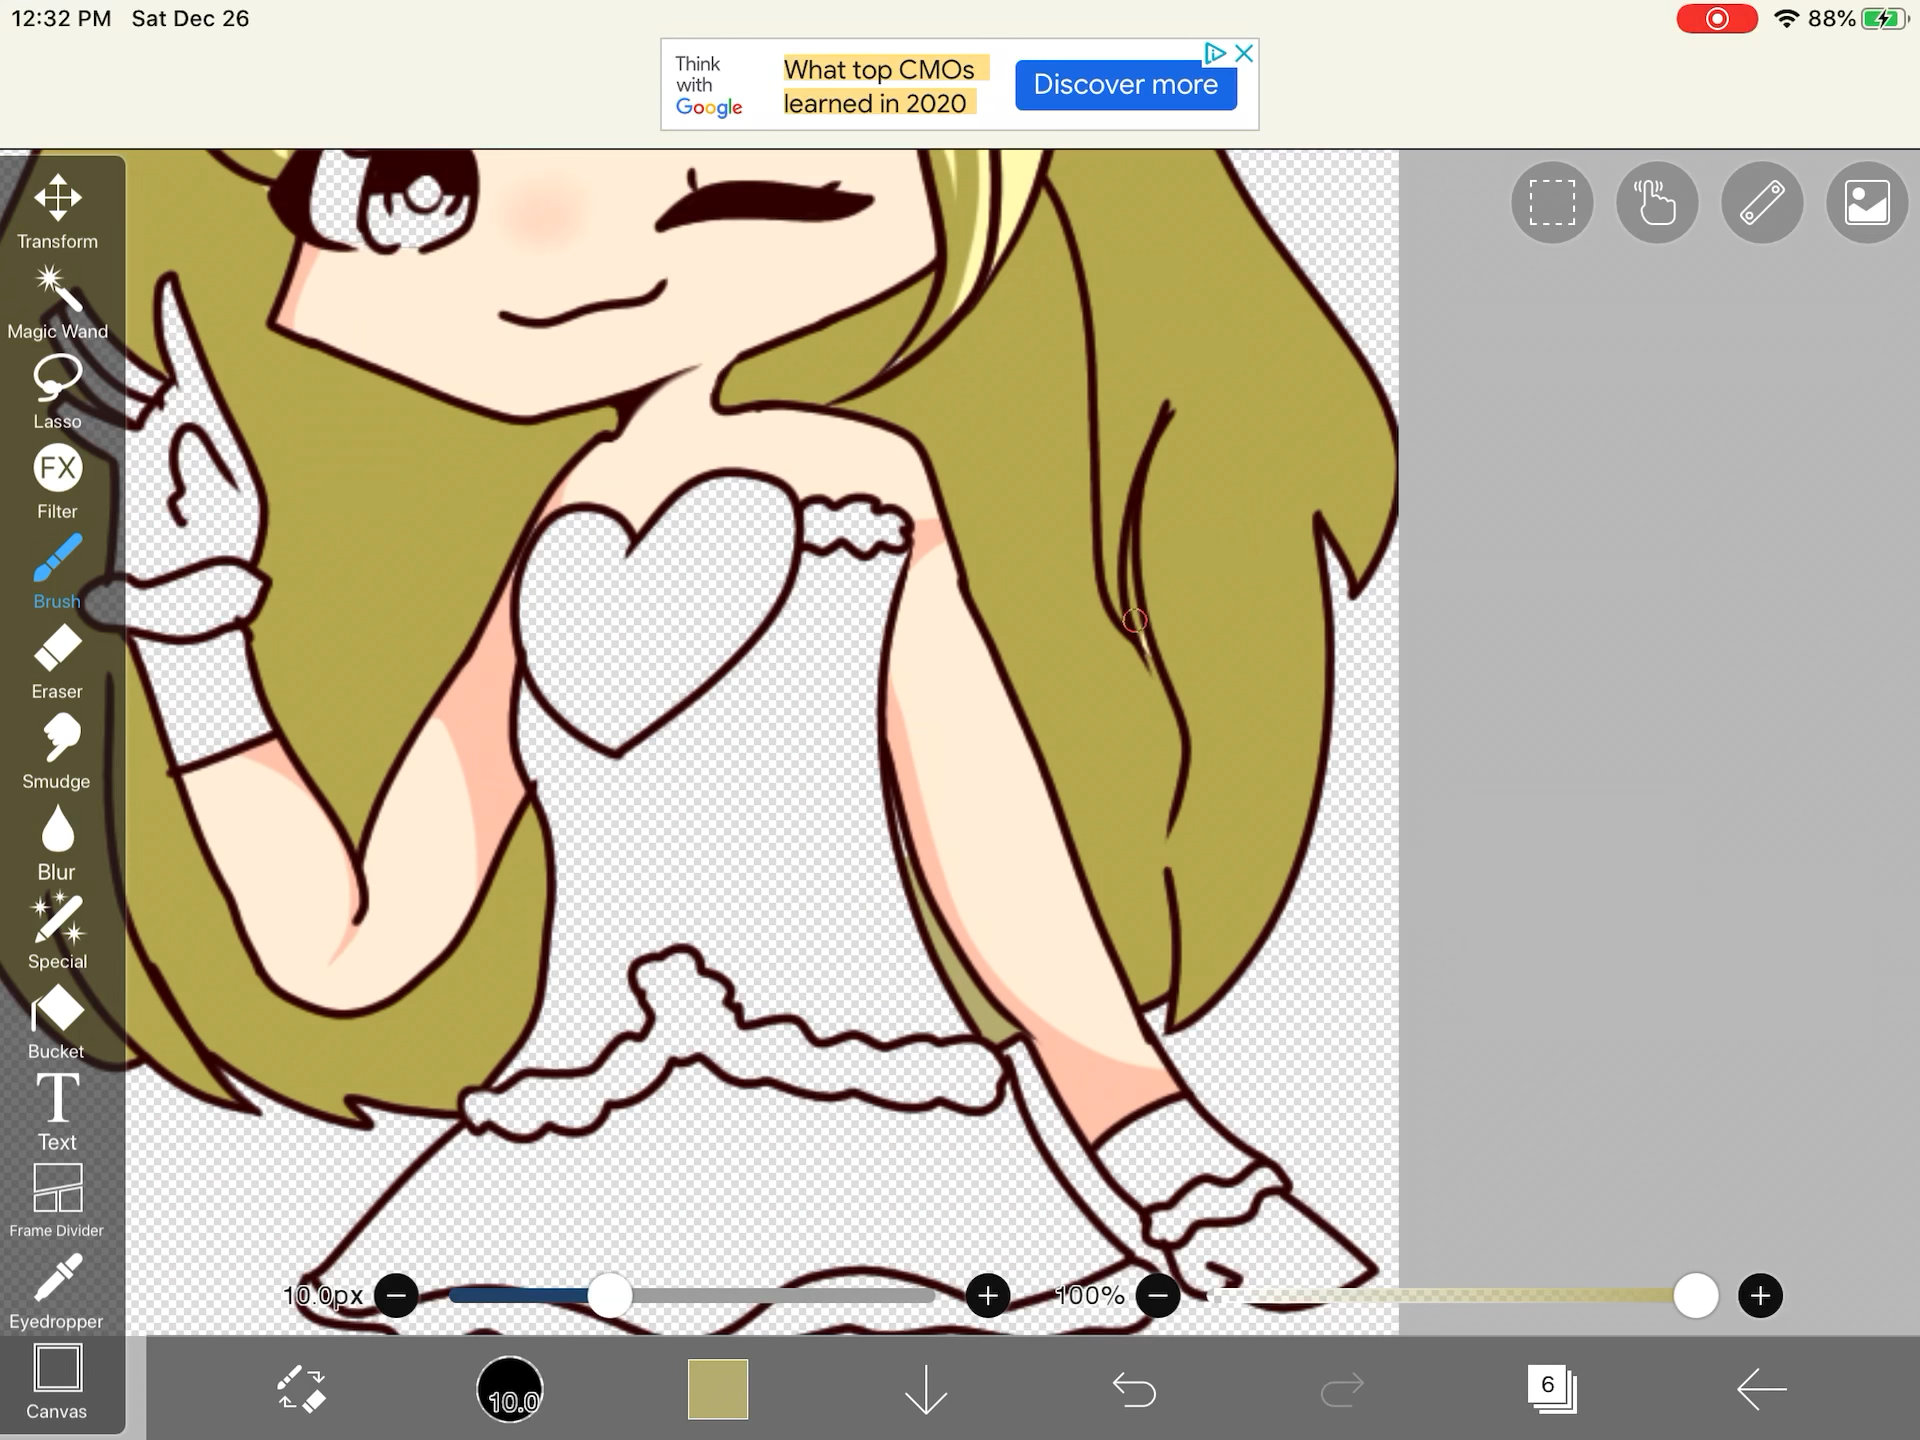 12:32 PM Sat Dec 26
88%
Think
with
Google
What top CMOs
learned in 2020
Discover more
Transform
Magic Wand
Lasso
FX
Filter
Brush
Eraser
Smudge
Blur
Special
Bucket
T
Text
Frame Divider
Eyedropper
Canvas
10.0px
100%
10.0
6